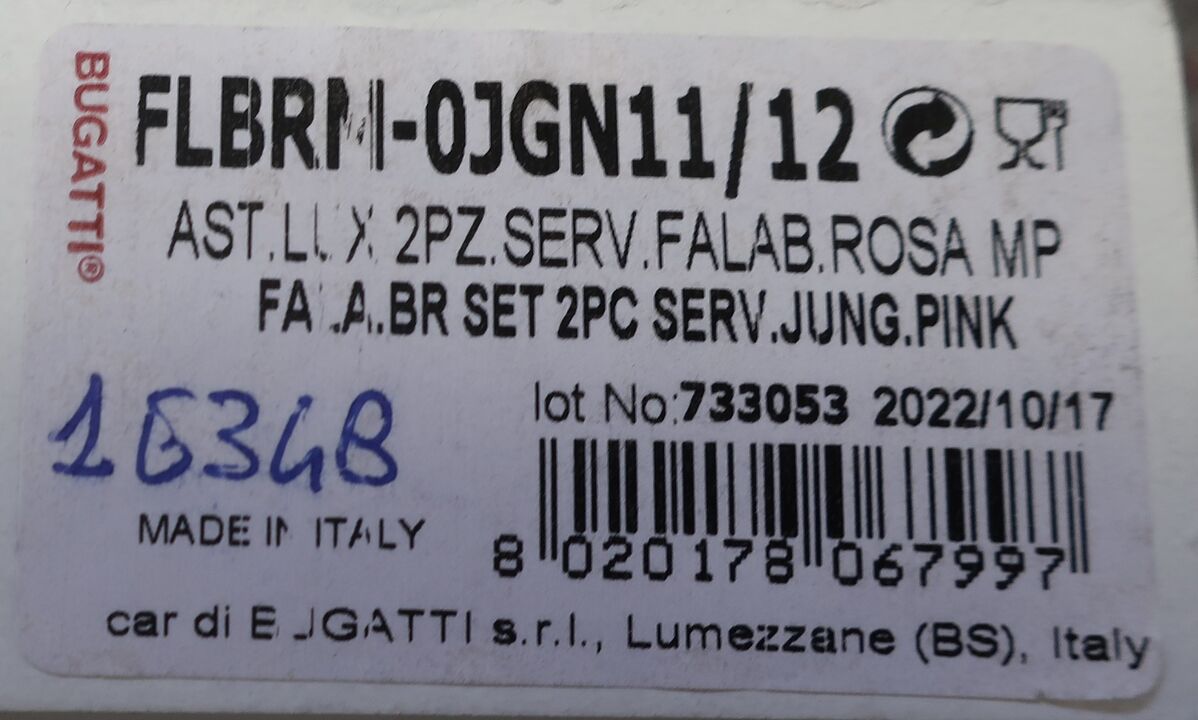 BUGATTI®
FLBRM-0JGN11/12
AST.LUX 2PZ.SERV.FALAB.ROSA MP
FALA.BR SET 2PC SERV.JUNG.PINK
lot No:733053 2022/10/17
MADE IN ITALY
8 020178 067997
car di BUGATTI s.r.l., Lumezzane (BS), Italy